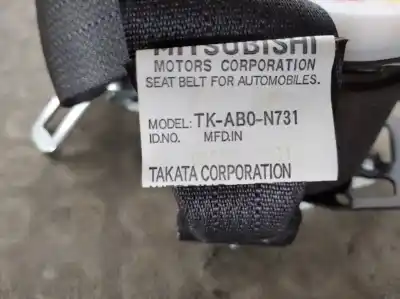 MITSUBISHI
MOTORS CORPORATION
SEAT BELT FOR AUTOMOBILES.
MODEL: TK-AB0-N731
ID.NO. MFD.IN
TAKATA CORPORATION